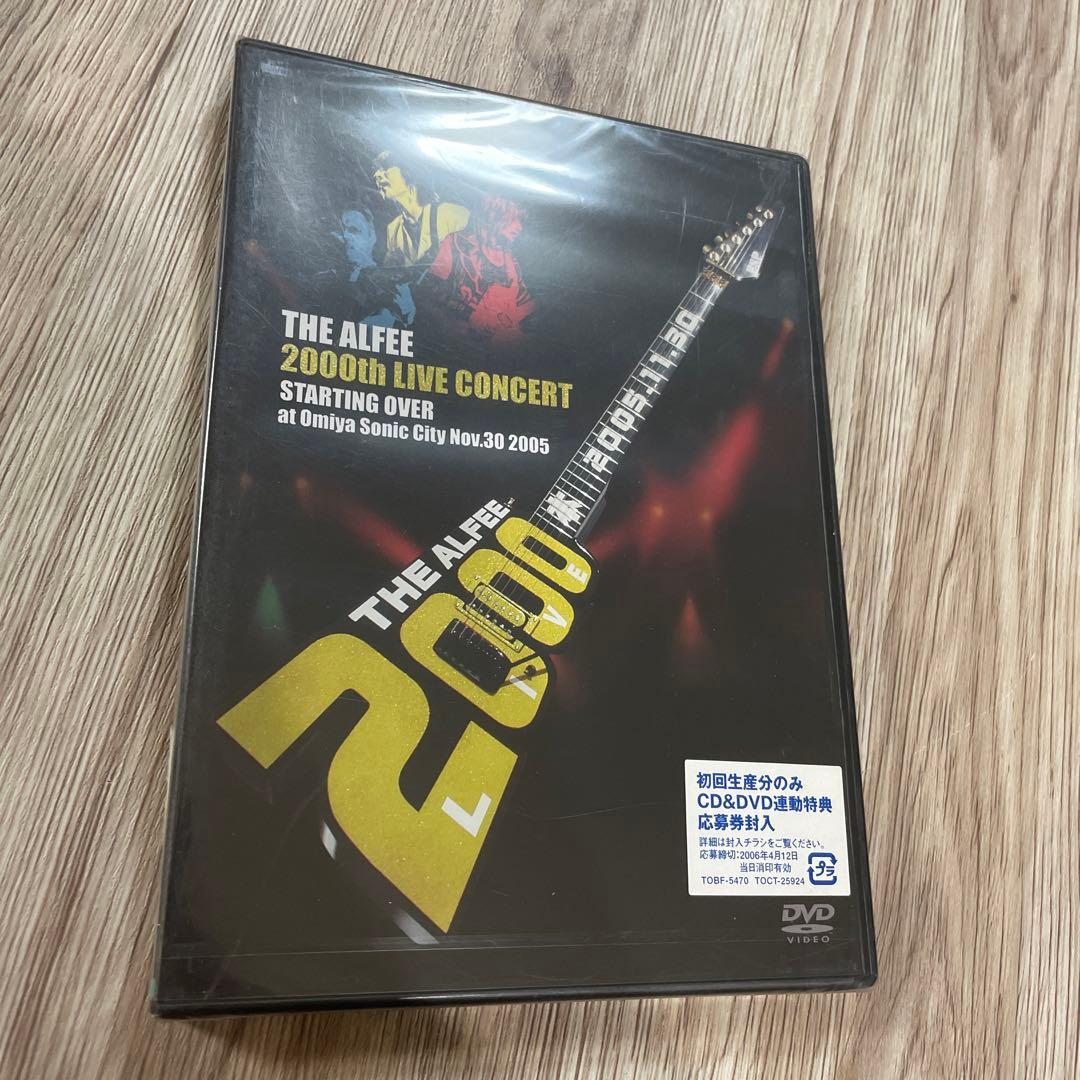 THE ALFEE
2000th LIVE CONCERT
STARTING OVER
at Omiya Sonic City Nov.30 2005
2005.11.30
THE ALFEE
2000
LIVE
初回生産分のみ
CD&DVD連動特典
応募券封入
詳細は封入チラシをご覧ください。
応募締切:2006年4月12日
当日消印有効
プラ
TOBF-5470 TOCT-25924
DVD
VIDEO